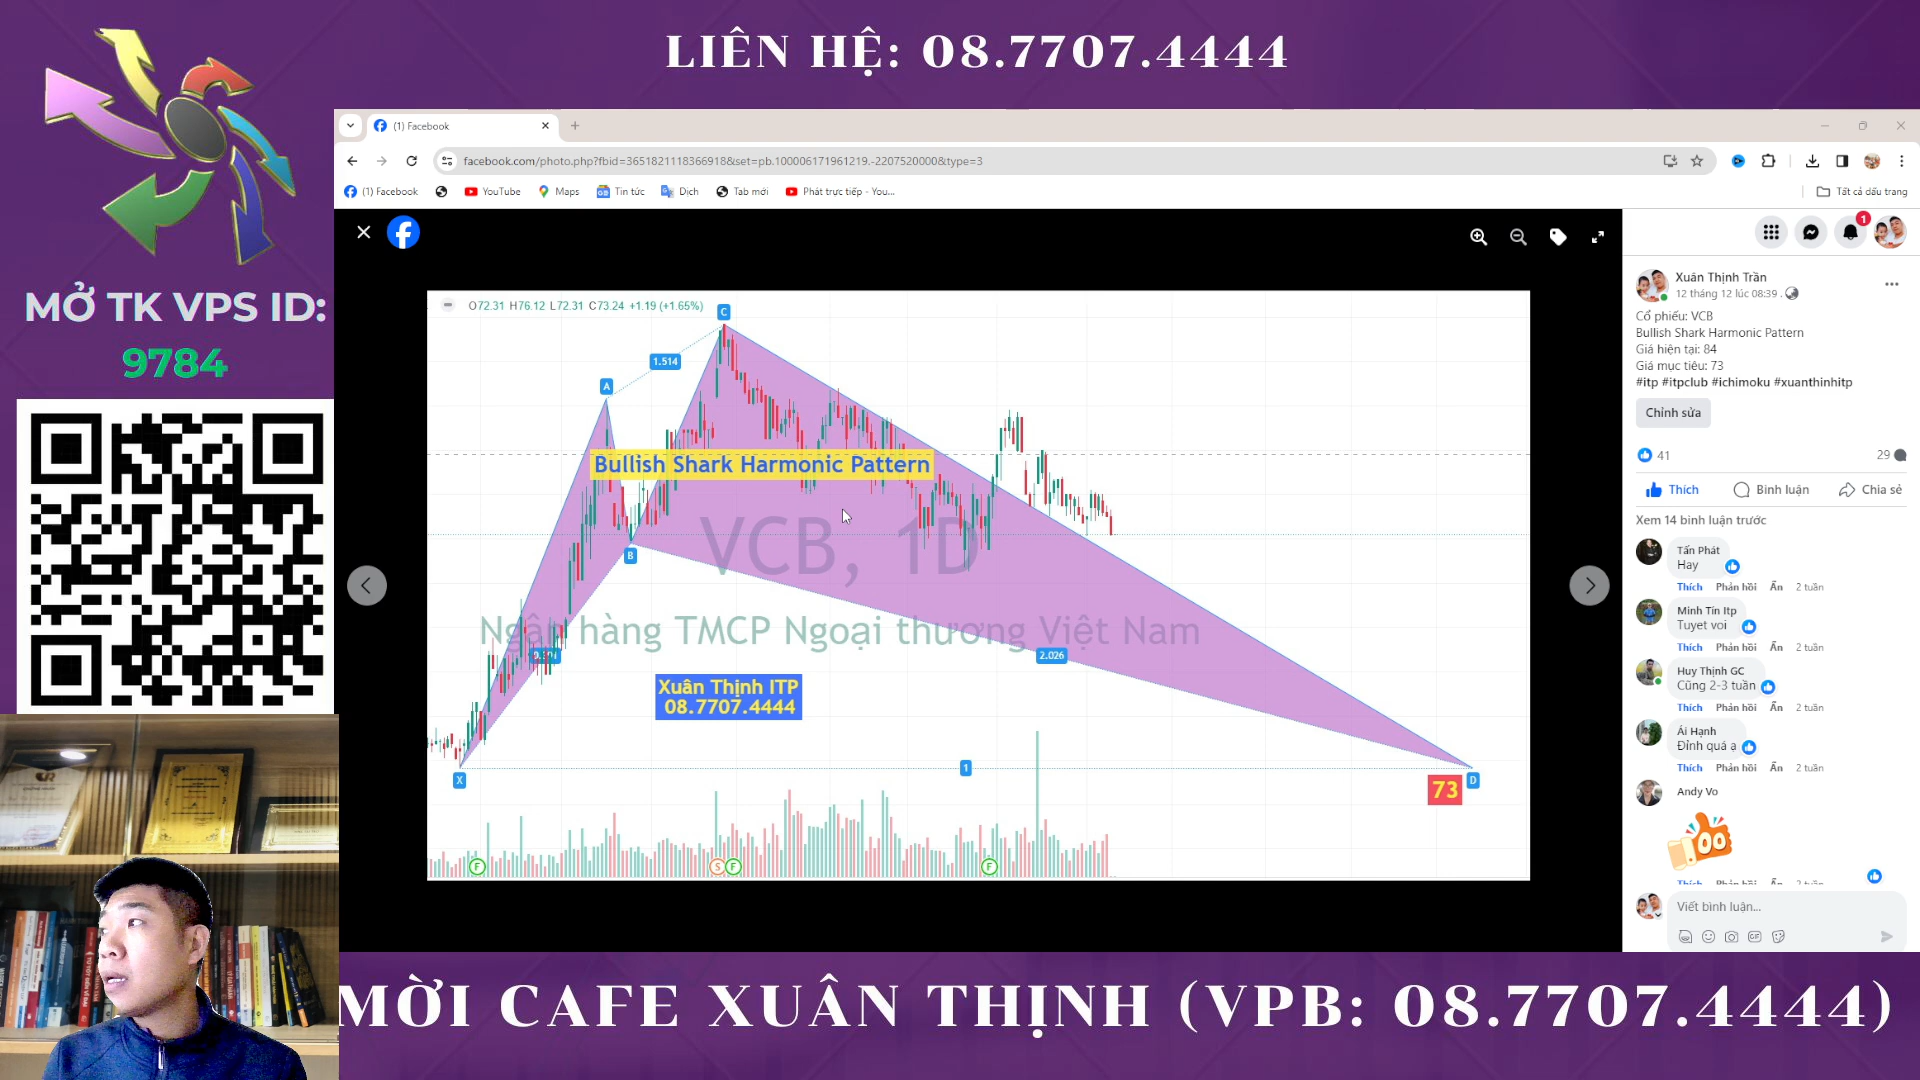 LIÊN HỆ: 08.7707.4444
MỞ TK VPS ID:
9784
(1) Facebook
facebook.com/photo.php?fbid=3651821118366918&set=pb.100006171961219.-2207520000&type=3
(1) Facebook
YouTube
Maps
Tin tức
Dịch
Tab mới
Phát trực tiếp - You...
Tất cả dấu trang
O72.31 H76.12 L72.31 C73.24 +1.19 (+1.65%)
C
1.514
A
Bullish Shark Harmonic Pattern
VCB, 1D
B
Ngân hàng TMCP Ngoại thương Việt Nam
2.026
Xuân Thịnh ITP
08.7707.4444
X
1
73
D
F
S
F
F
1
Xuân Thịnh Trần
12 tháng 12 lúc 08:39 .
Cổ phiếu: VCB
Bullish Shark Harmonic Pattern
Giá hiện tại: 84
Giá mục tiêu: 73
#itp #itpclub #ichimoku #xuanthinhitp
Chỉnh sửa
41
29
Thích
Bình luận
Chia sẻ
Xem 14 bình luận trước
Tấn Phát
Hay
Thích Phản hồi Ẩn 2 tuần
Minh Tín Itp
Tuyet voi
Thích Phản hồi Ẩn 2 tuần
Huy Thịnh GC
Cũng 2-3 tuần
Thích Phản hồi Ẩn 2 tuần
Ái Hạnh
Đỉnh quá ạ
Thích Phản hồi Ẩn 2 tuần
Andy Vo
100
Viết bình luận...
GIF
MỜI CAFE XUÂN THỊNH (VPB: 08.7707.4444)